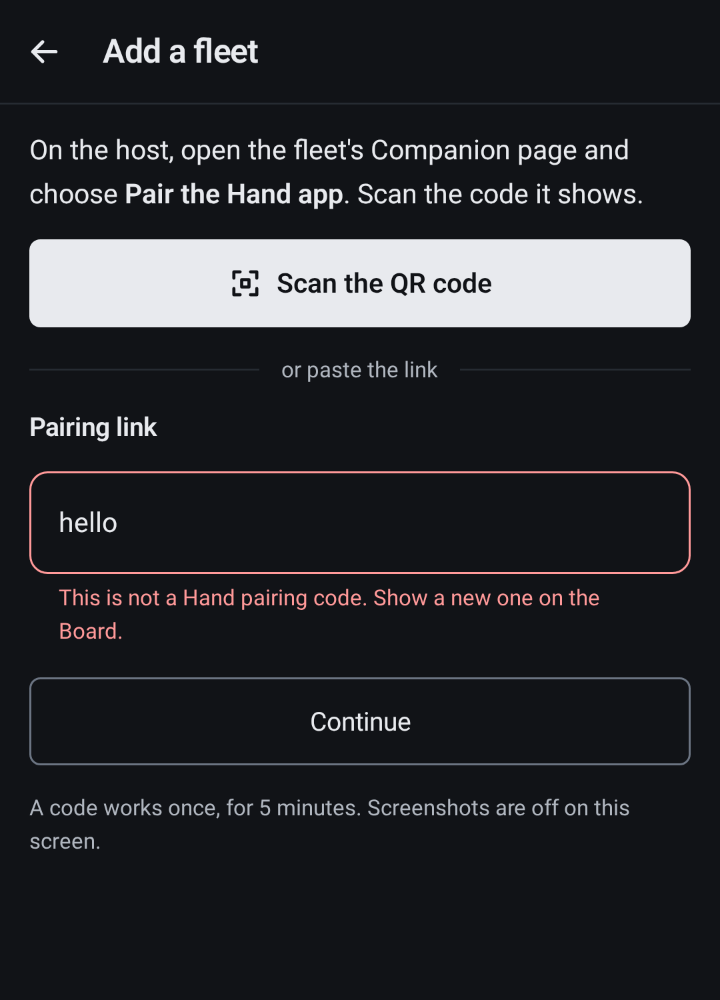 Add a fleet
On the host, open the fleet's Companion page and
choose Pair the Hand app. Scan the code it shows.
Scan the QR code
or paste the link
Pairing link
hello
This is not a Hand pairing code. Show a new one on the
Board.
Continue
A code works once, for 5 minutes. Screenshots are off on this
screen.